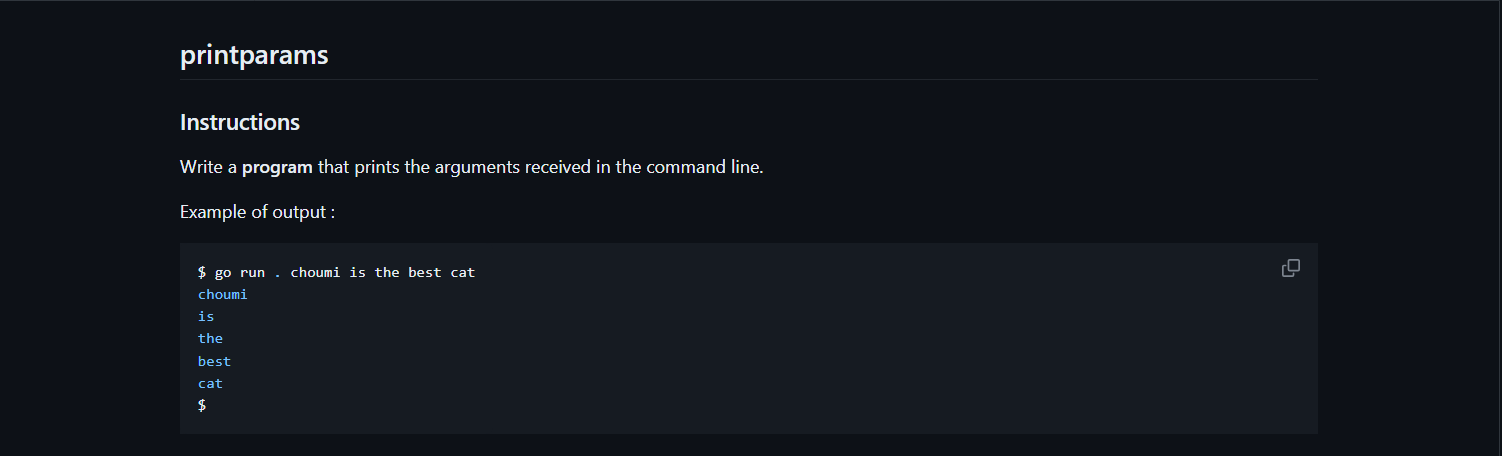 printparams
Instructions
Write a program that prints the arguments received in the command line.
Example of output :
$ go run . choumi is the best cat
choumi
is
the
best
cat
$